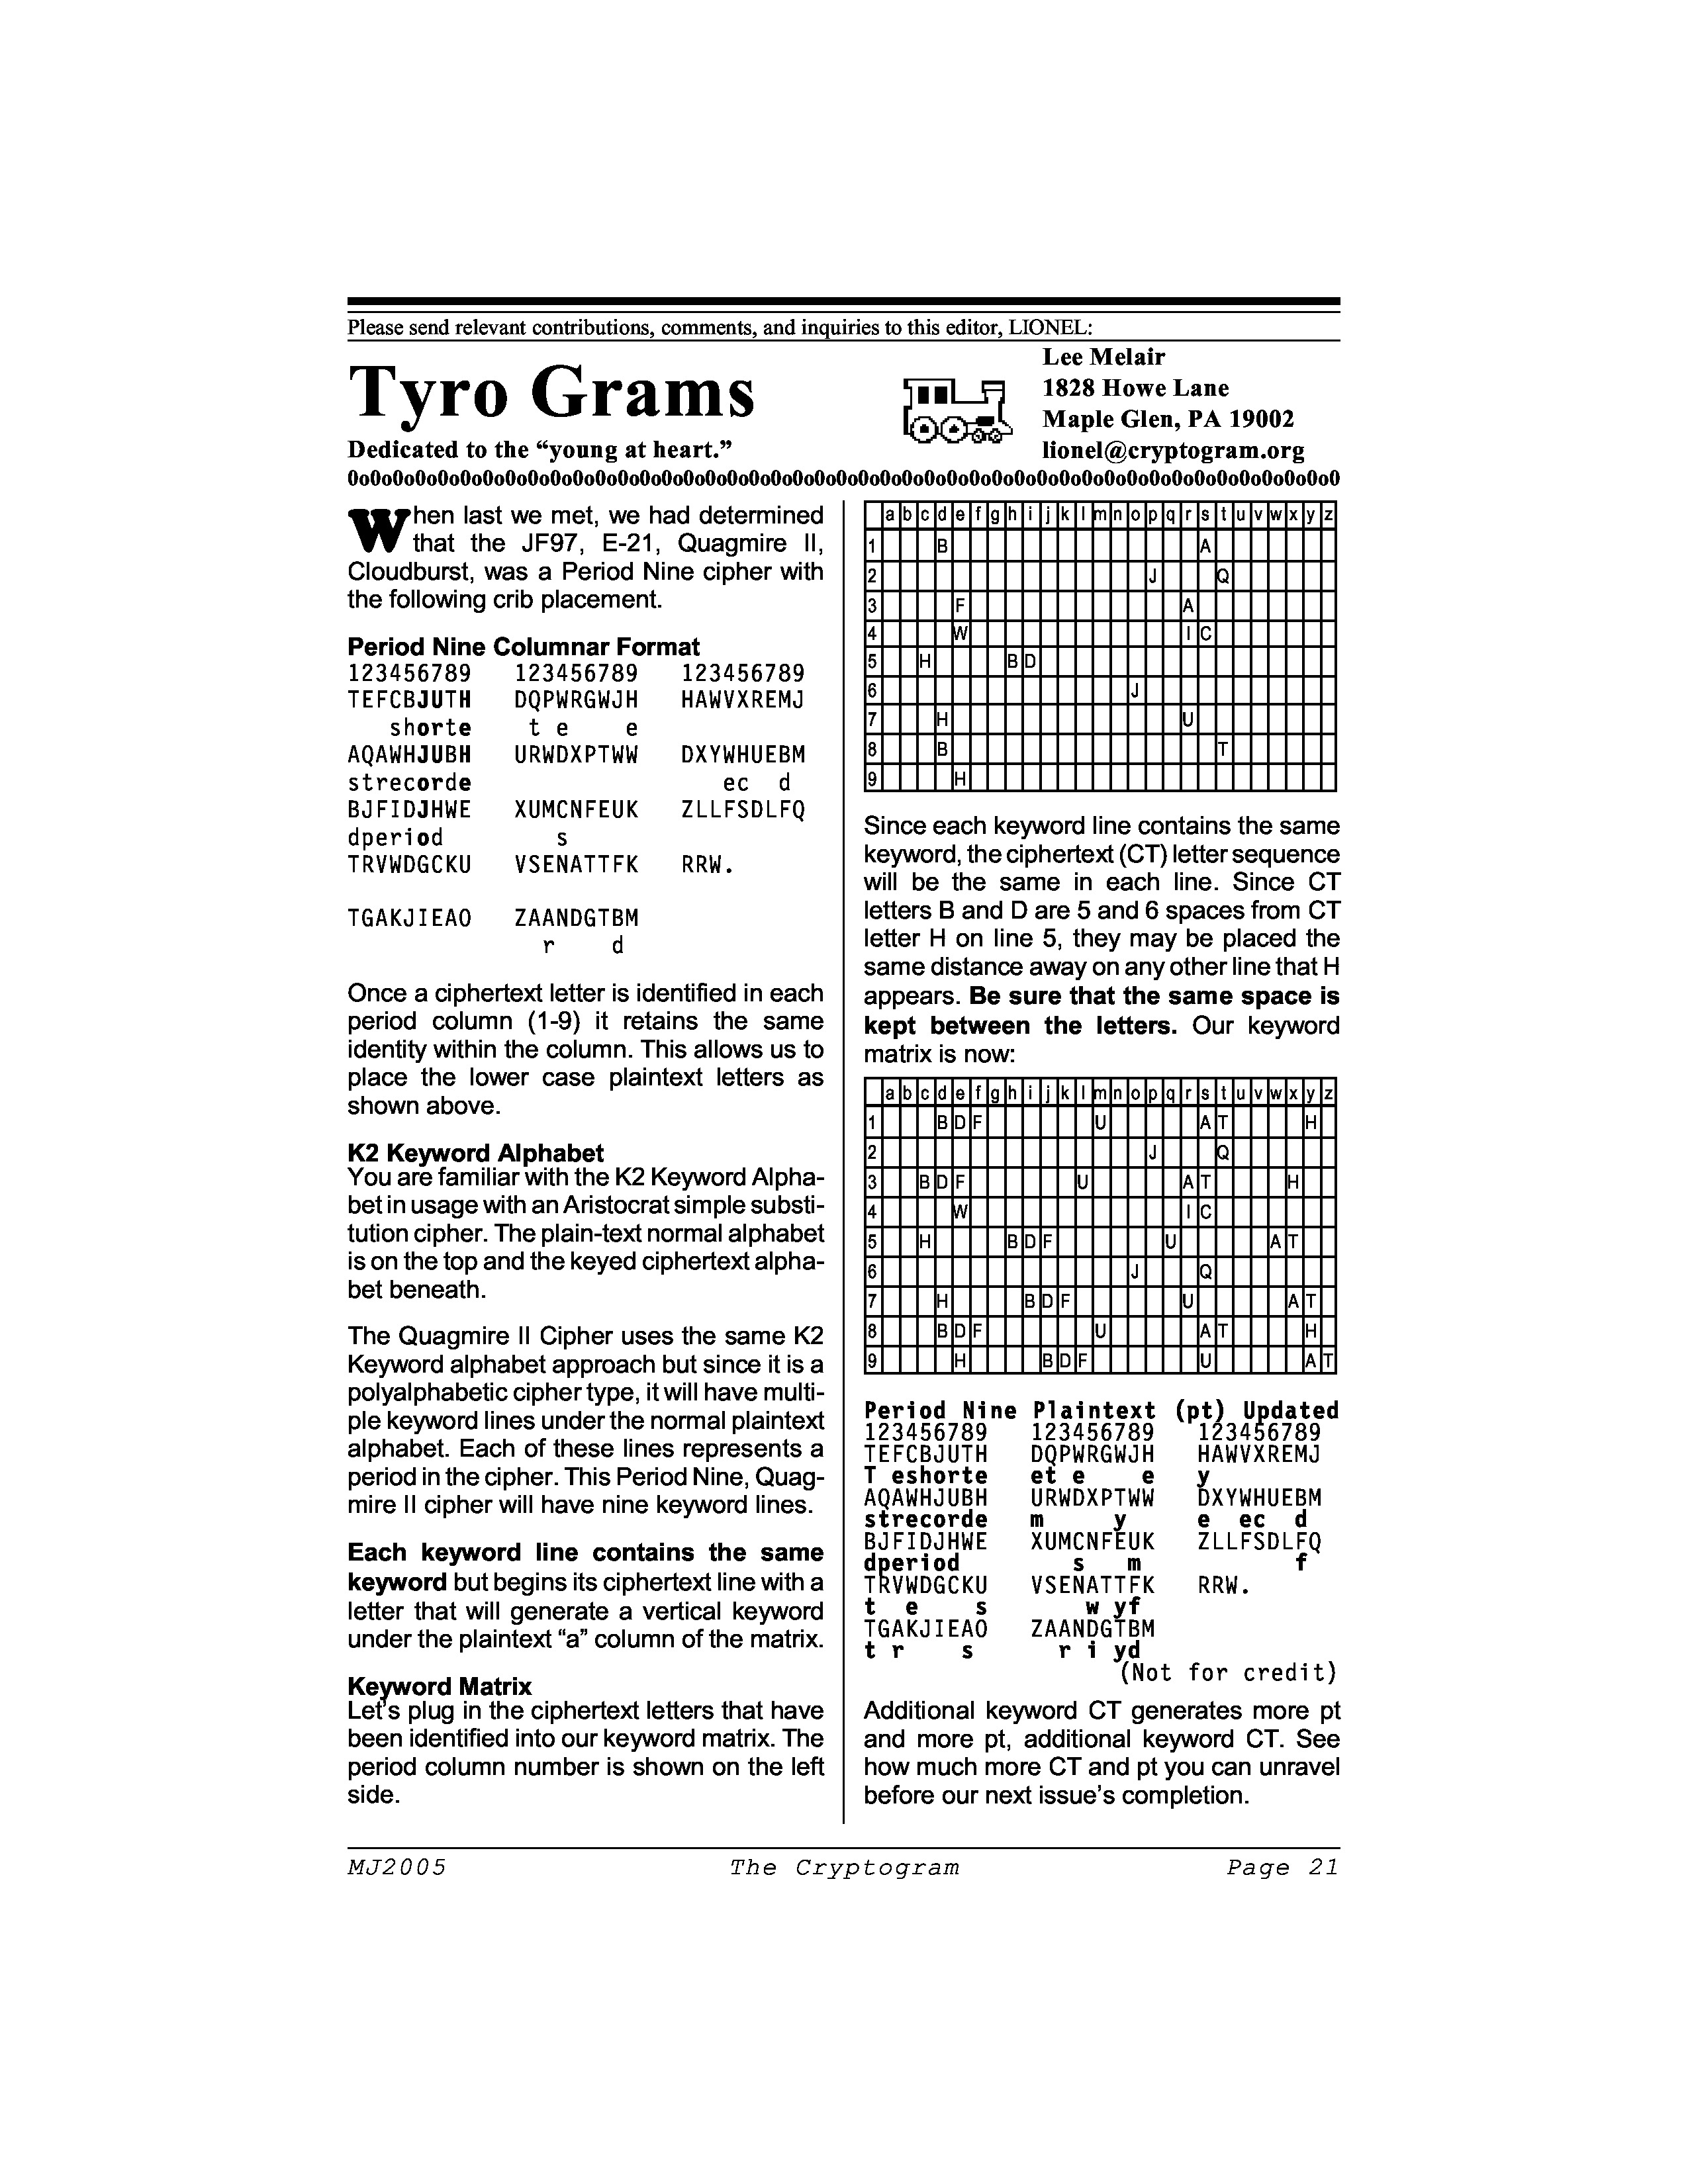 Please send relevant contributions, comments, and inquiries to this editor, LIONEL:
Tyro Grams
Dedicated to the “young at heart.”
Lee Melair
1828 Howe Lane
Maple Glen, PA 19002
lionel@cryptogram.org
0o0o0o0o0o0o0o0o0o0o0o0o0o0o0o0o0o0o0o0o0o0o0o0o0o0o0o0o0o0o0o0o0o0o0o0o0o0o0o0o0o0o0o0o0o0
When last we met, we had determined
that the JF97, E-21, Quagmire II,
Cloudburst, was a Period Nine cipher with
the following crib placement.
Period Nine Columnar Format
123456789 123456789 123456789
TEFCBJUTH DQPWRGWJH HAWVXREMJ
shorte t e e
AQAWHJUBH URWDXPTWW DXYWHUEBM
strecorde ec d
BJFIDJHWE XUMCNFEUK ZLLFSDLFQ
dperiod s
TRVWDGCKU VSENATTFK RRW.
TGAKJIEAO ZAANDGTBM
r d
Once a ciphertext letter is identified in each
period column (1-9) it retains the same
identity within the column. This allows us to
place the lower case plaintext letters as
shown above.
K2 Keyword Alphabet
You are familiar with the K2 Keyword Alpha-
bet in usage with an Aristocrat simple substi-
tution cipher. The plain-text normal alphabet
is on the top and the keyed ciphertext alpha-
bet beneath.
The Quagmire II Cipher uses the same K2
Keyword alphabet approach but since it is a
polyalphabetic cipher type, it will have multi-
ple keyword lines under the normal plaintext
alphabet. Each of these lines represents a
period in the cipher. This Period Nine, Quag-
mire II cipher will have nine keyword lines.
Each keyword line contains the same
keyword but begins its ciphertext line with a
letter that will generate a vertical keyword
under the plaintext “a” column of the matrix.
Keyword Matrix
Let’s plug in the ciphertext letters that have
been identified into our keyword matrix. The
period column number is shown on the left
side.
a b c d e f g h i j k l m n o p q r s t u v w x y z
1 B A
2 J Q
3 F A
4 W I C
5 H B D
6 J
7 H U
8 B T
9 H
Since each keyword line contains the same
keyword, the ciphertext (CT) letter sequence
will be the same in each line. Since CT
letters B and D are 5 and 6 spaces from CT
letter H on line 5, they may be placed the
same distance away on any other line that H
appears. Be sure that the same space is
kept between the letters. Our keyword
matrix is now:
a b c d e f g h i j k l m n o p q r s t u v w x y z
1 B D F U A T H
2 J Q
3 B D F U A T H
4 W I C
5 H B D F U A T
6 J Q
7 H B D F U A T
8 B D F U A T H
9 H B D F U A T
Period Nine Plaintext (pt) Updated
123456789 123456789 123456789
TEFCBJUTH DQPWRGWJH HAWVXREMJ
T eshorte et e e y
AQAWHJUBH URWDXPTWW DXYWHUEBM
strecorde m y e ec d
BJFIDJHWE XUMCNFEUK ZLLFSDLFQ
dperiod s m f
TRVWDGCKU VSENATTFK RRW.
t e s w yf
TGAKJIEAO ZAANDGTBM
t r s r i yd
(Not for credit)
Additional keyword CT generates more pt
and more pt, additional keyword CT. See
how much more CT and pt you can unravel
before our next issue’s completion.
MJ2005 The Cryptogram Page 21